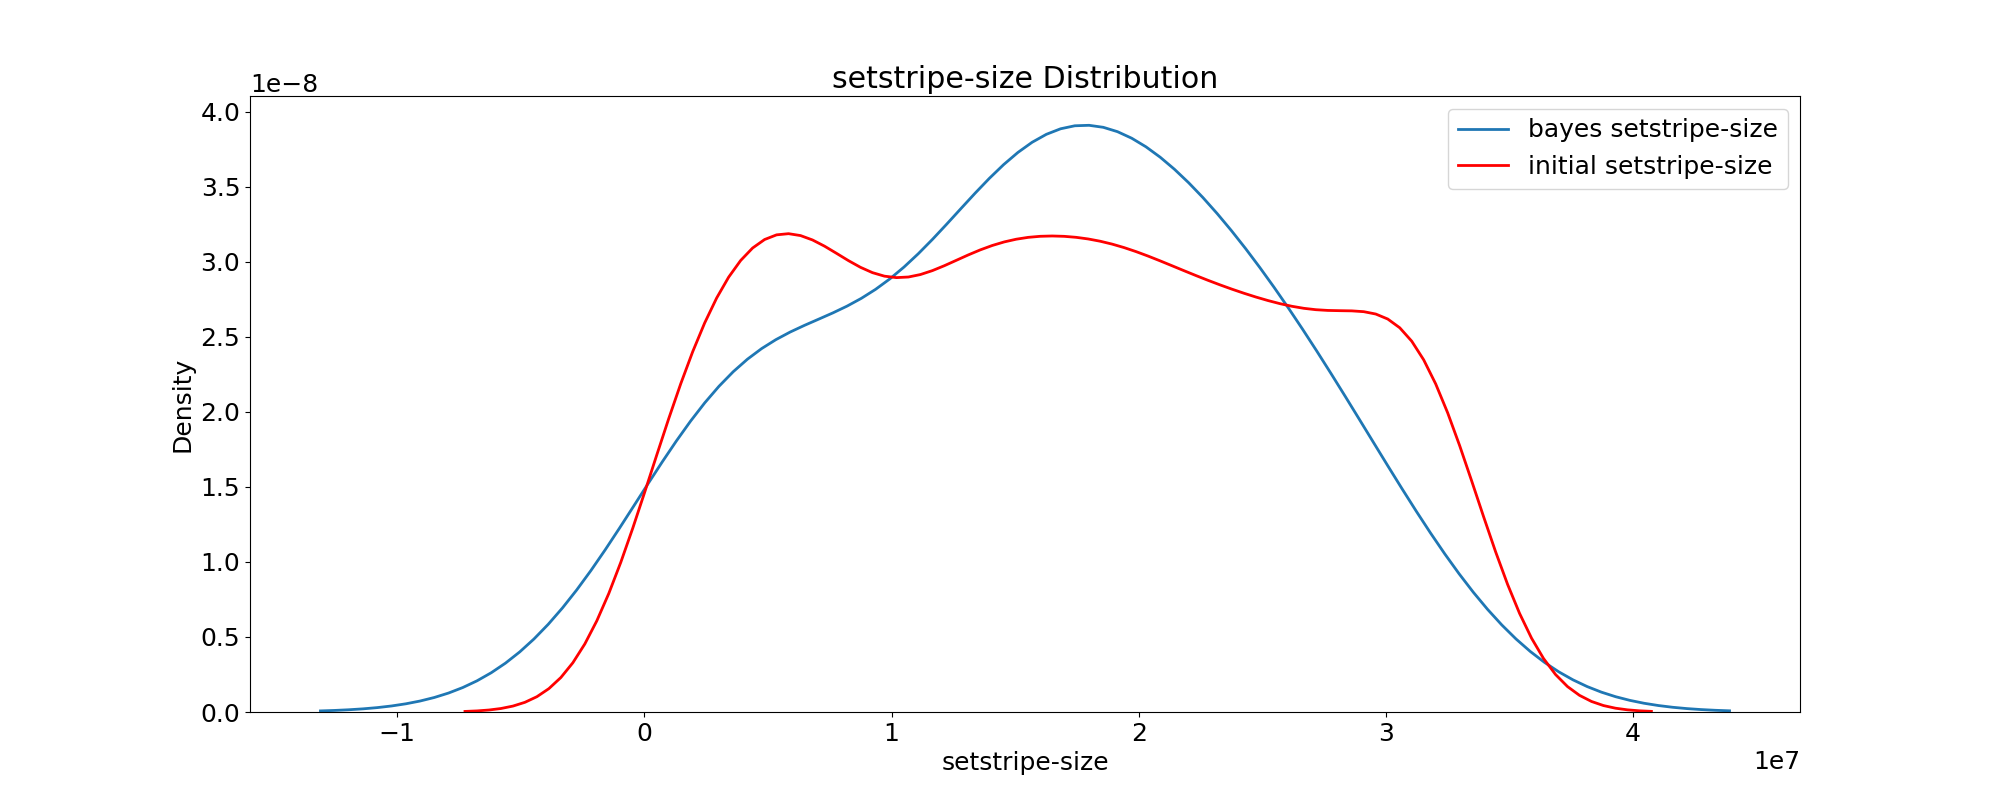 setstripe-size Distribution
1e−8
4.0
3.5
3.0
2.5
2.0
1.5
1.0
0.5
0.0
Density
bayes setstripe-size
initial setstripe-size
−1 0 1 2 3 4
setstripe-size
1e7